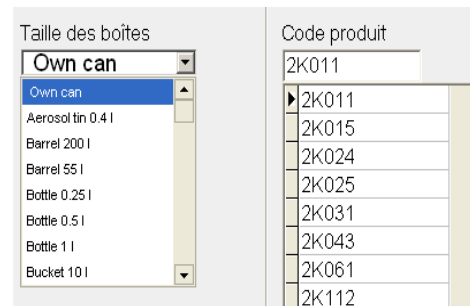 Taille des boîtes
Own can
Own can
Aerosol tin 0.4 l
Barrel 200 l
Barrel 55 l
Bottle 0.25 l
Bottle 0.5 l
Bottle 1 l
Bucket 10 l
Code produit
2K011
2K011
2K015
2K024
2K025
2K031
2K043
2K061
2K112